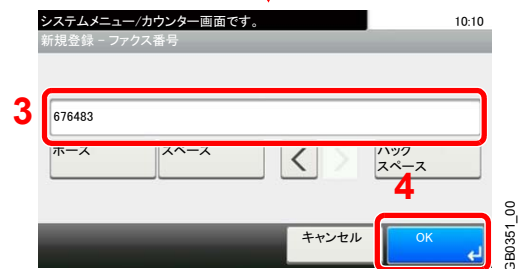 システムメニュー/カウンター画面です。
10:10
新規登録 - ファクス番号
3
676483
ポーズ
スペース
バック
スペース
4
キャンセル
OK
GB0351_00